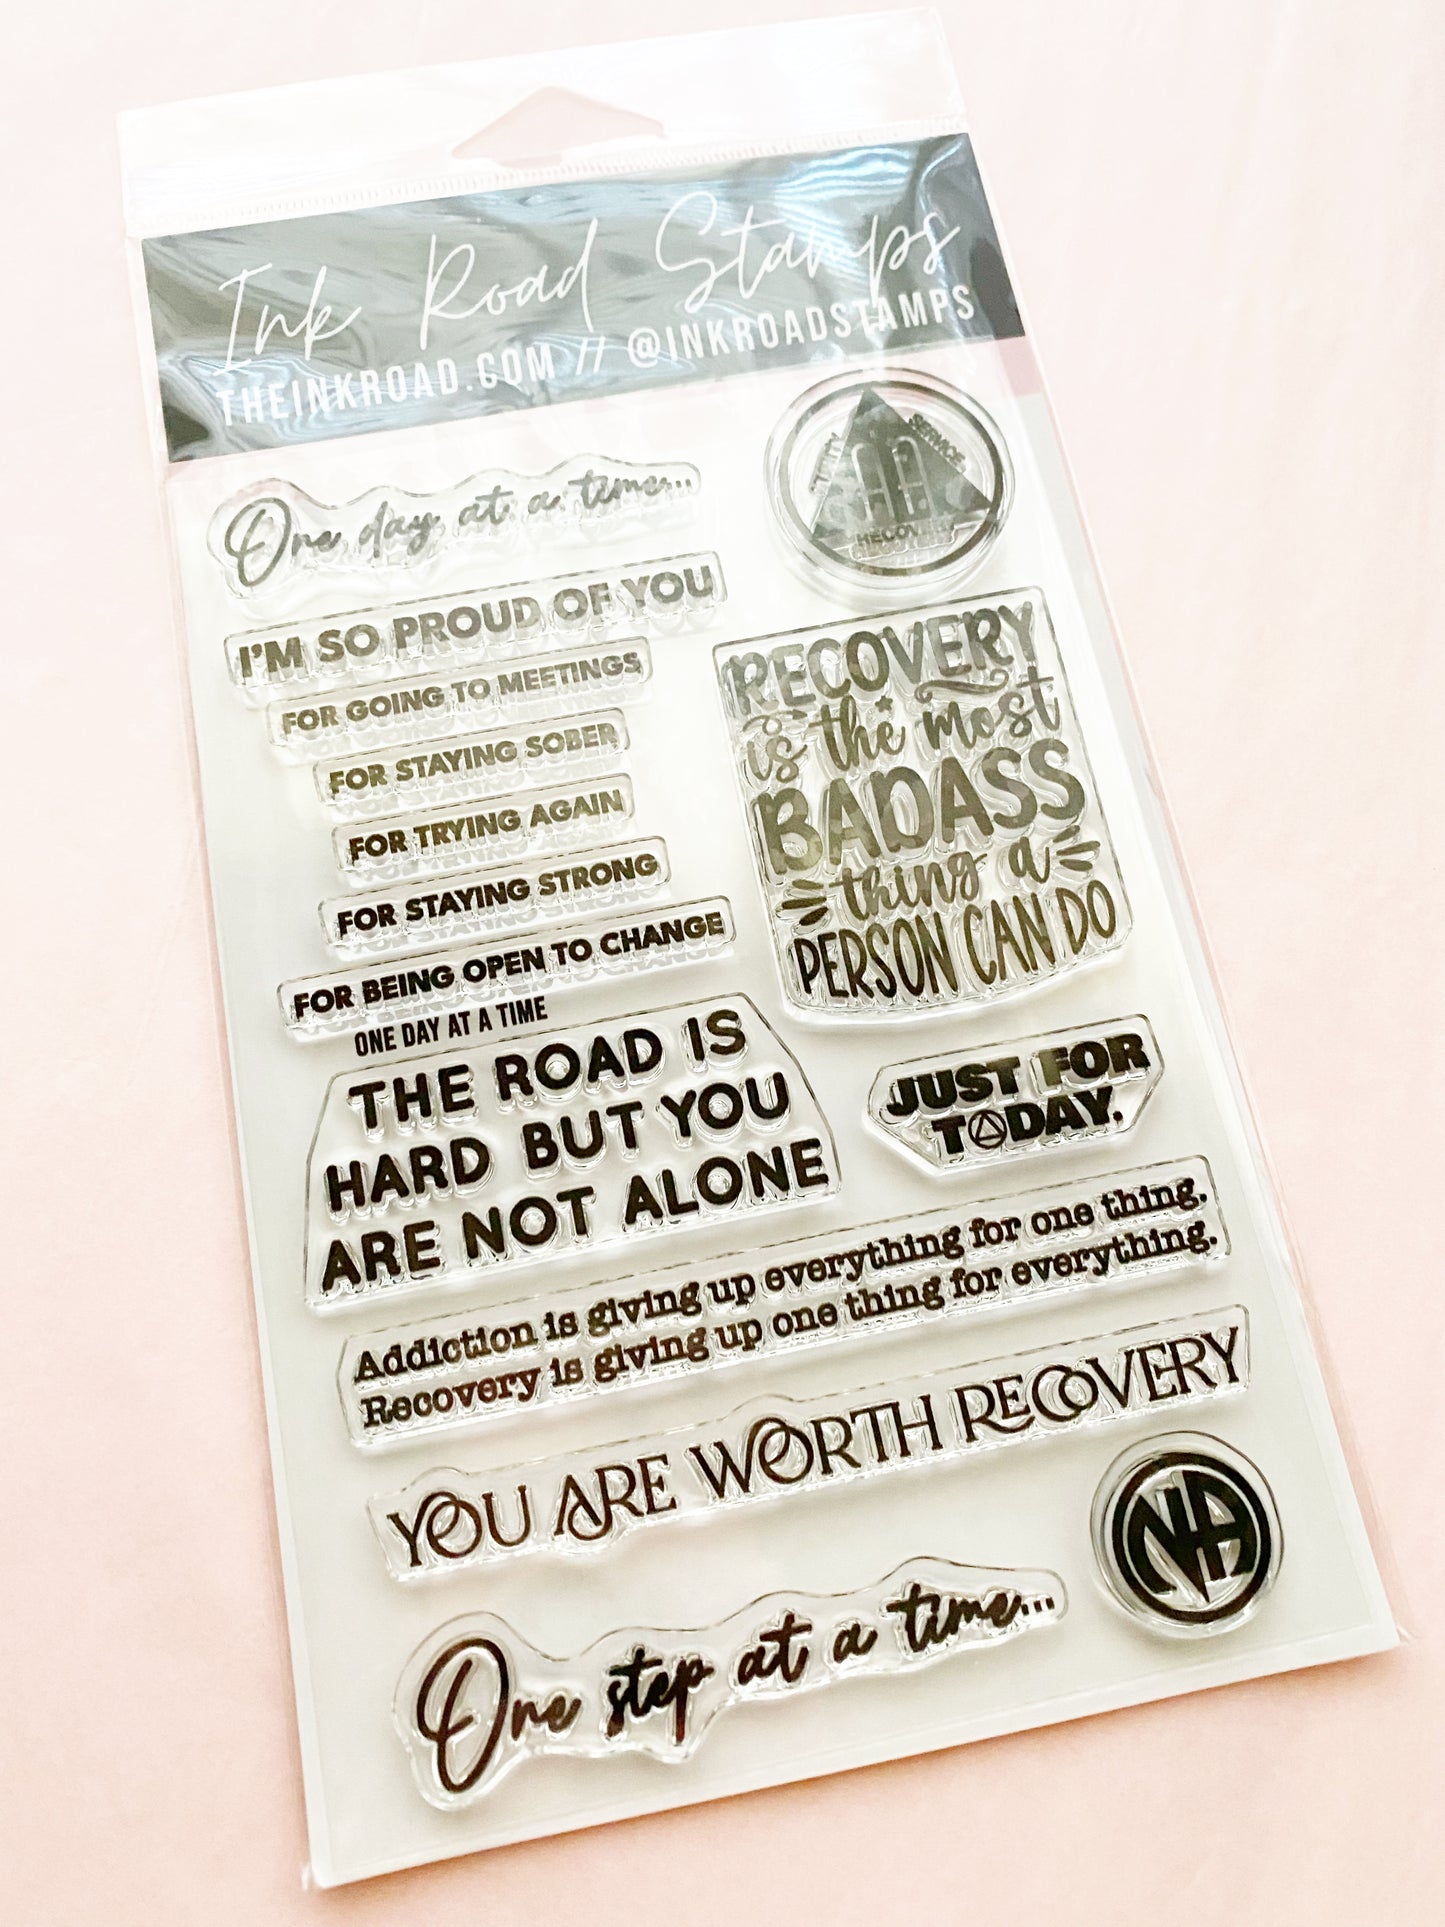 Ink Road Stamps
THEINKROAD.COM // @INKROADSTAMPS
One day at a time...
UNITY
SERVICE
AA
RECOVERY
I'M SO PROUD OF YOU
FOR GOING TO MEETINGS
FOR STAYING SOBER
FOR TRYING AGAIN
FOR STAYING STRONG
FOR BEING OPEN TO CHANGE
ONE DAY AT A TIME
RECOVERY
is the most
BADASS
thing a
PERSON CAN DO
THE ROAD IS
HARD BUT YOU
ARE NOT ALONE
JUST FOR
TODAY.
Addiction is giving up everything for one thing.
Recovery is giving up one thing for everything.
YOU ARE WORTH RECOVERY
NA
One step at a time...